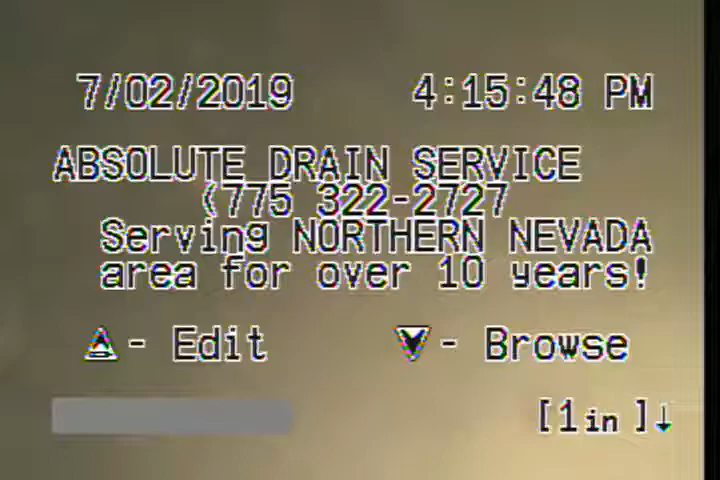 7/02/2019 4:15:48 PM
ABSOLUTE DRAIN SERVICE
(775 322-2727
Serving NORTHERN NEVADA
area for over 10 years!
- Edit - Browse
[1in ]↓